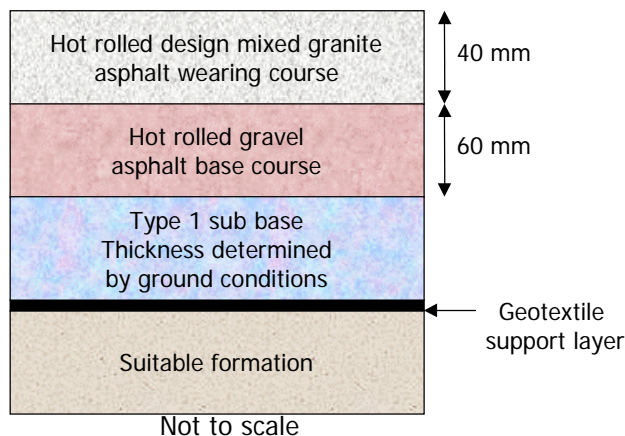 Hot rolled design mixed granite
asphalt wearing course
40 mm
Hot rolled gravel
asphalt base course
60 mm
Type 1 sub base
Thickness determined
by ground conditions
Geotextile
support layer
Suitable formation
Not to scale